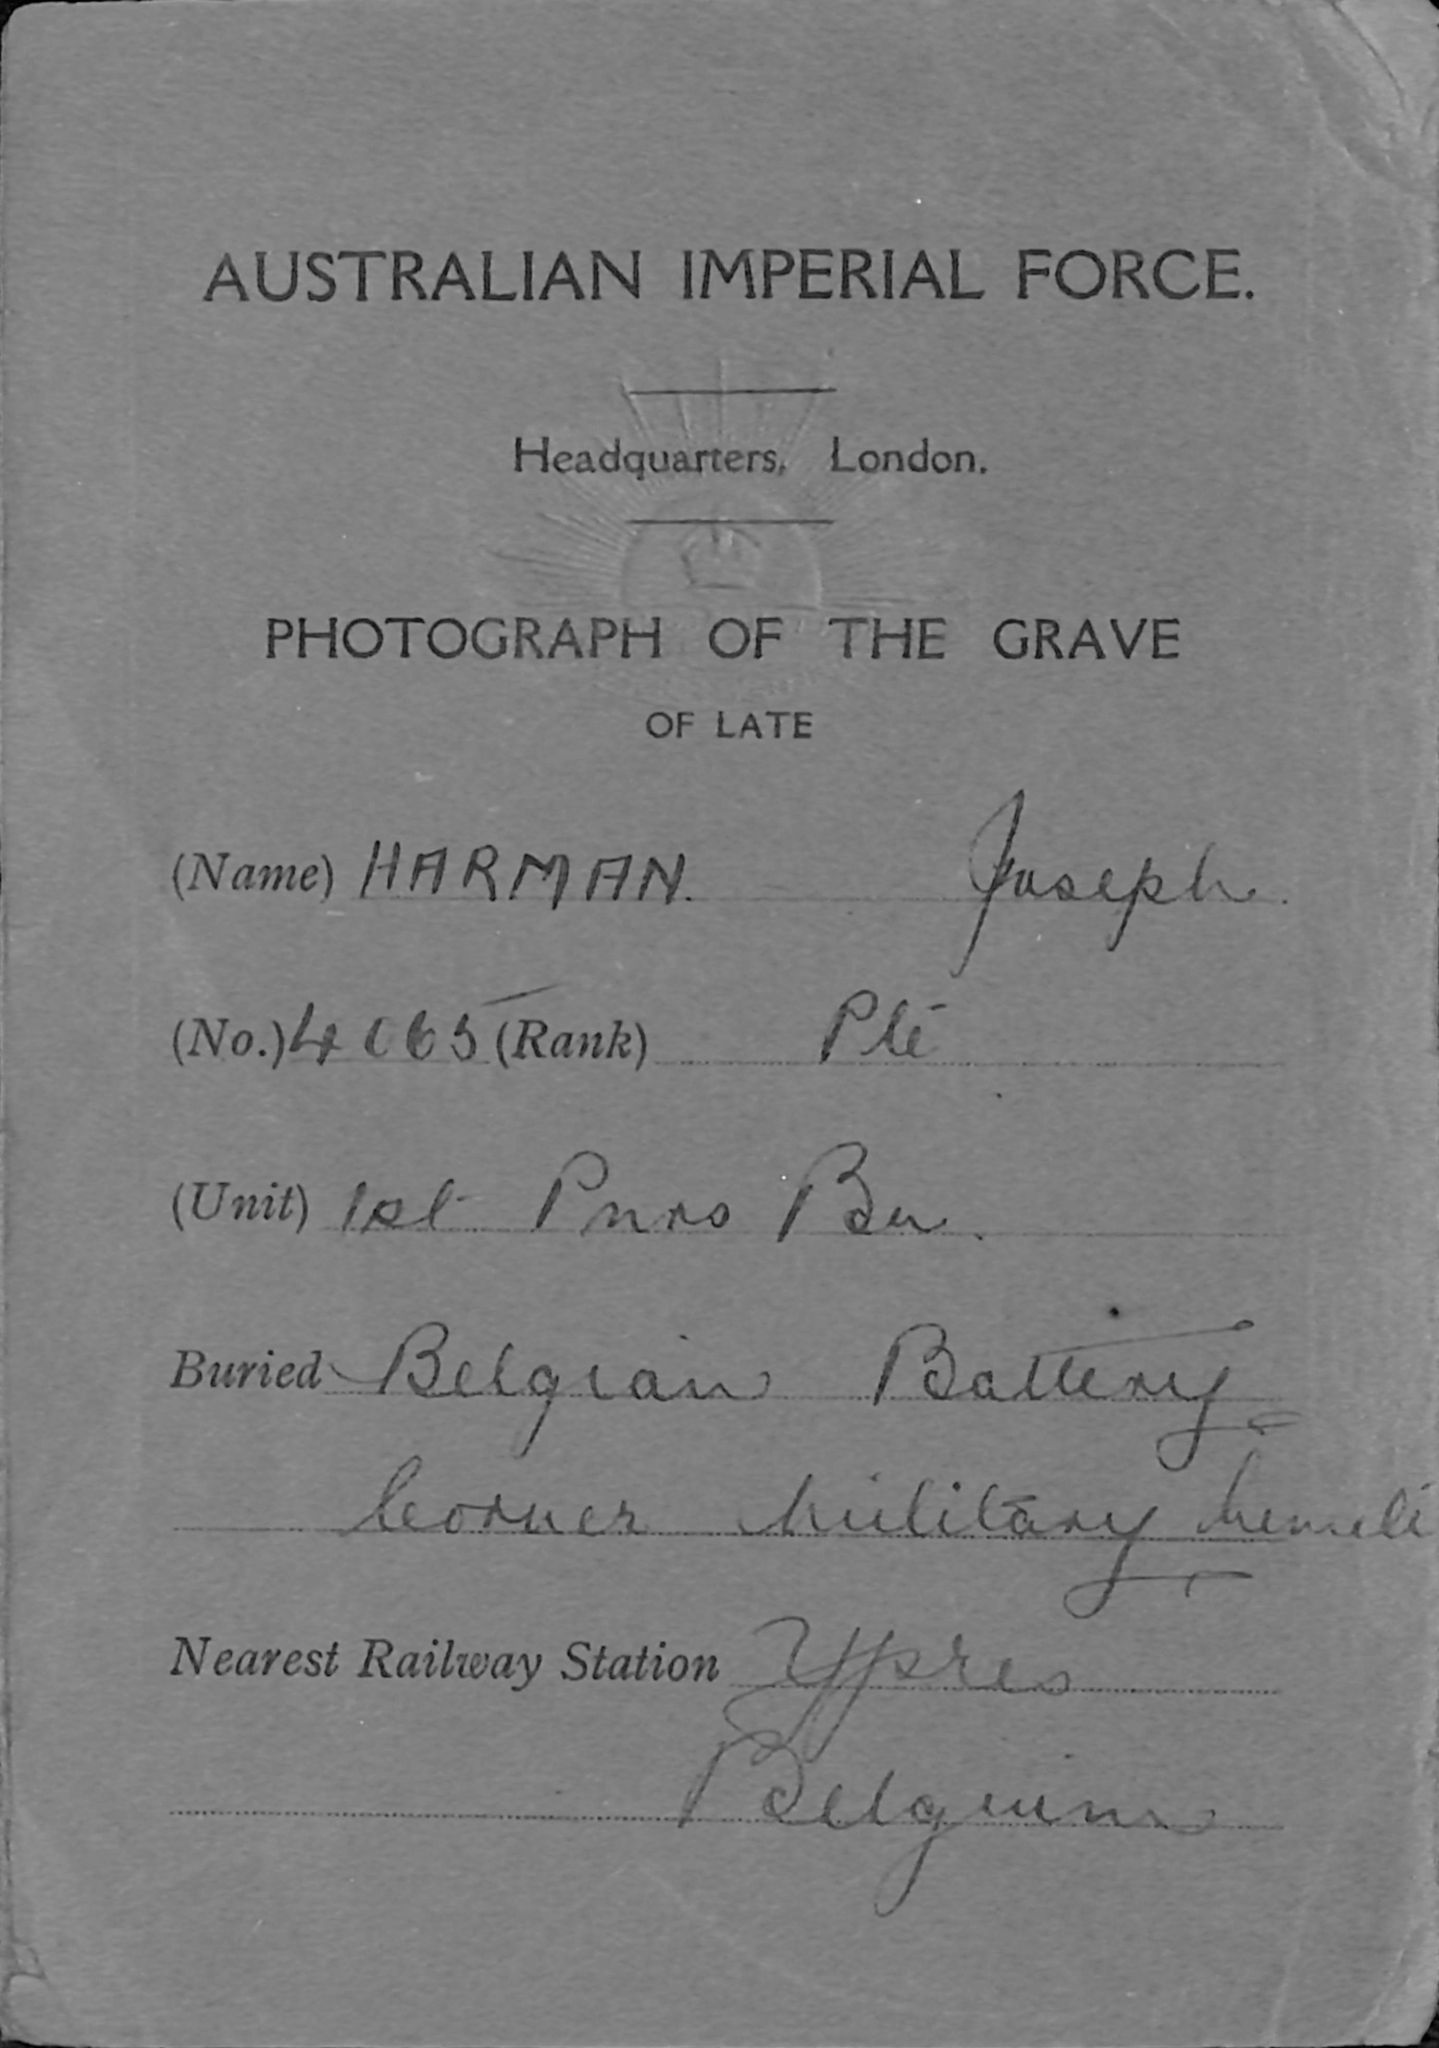 AUSTRALIAN IMPERIAL FORCE.
Headquarters, London.
PHOTOGRAPH OF THE GRAVE
OF LATE
(Name) HARMAN. Joseph.
(No.) 4065 (Rank) Pte
(Unit) 1st Pnrs Bn.
Buried Belgian Battery
Corner Military Cemete
Nearest Railway Station Ypres
Belgium